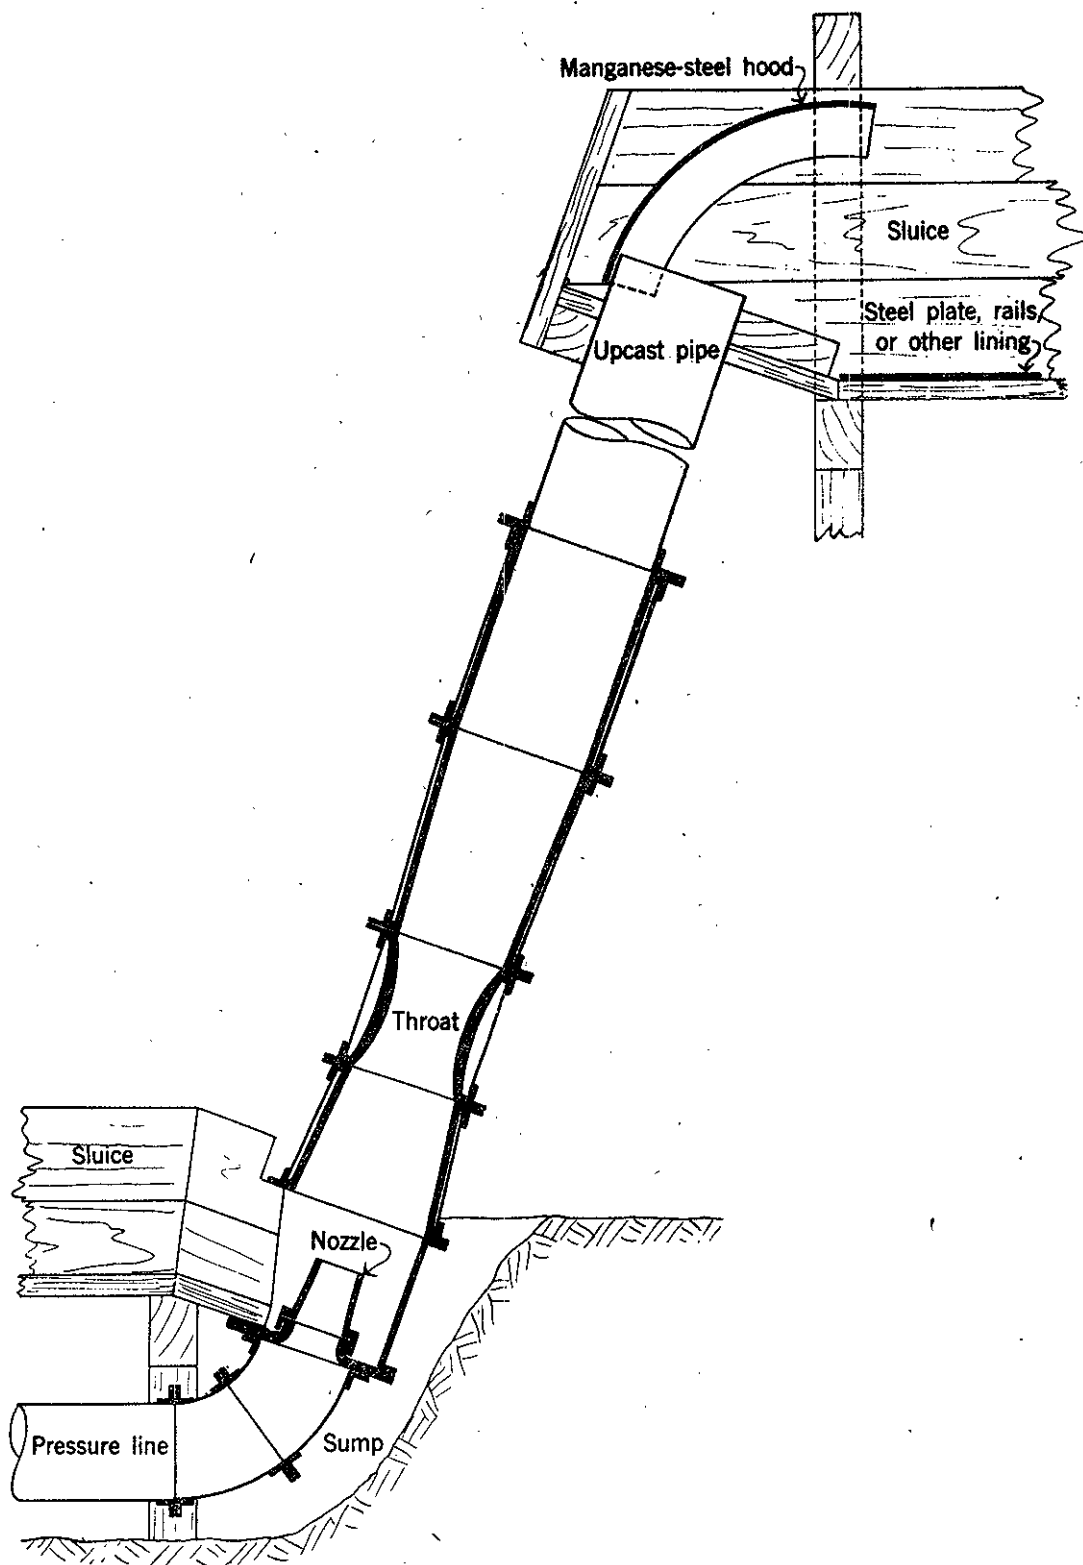 Manganese-steel hood
Sluice
Steel plate, rails,
or other lining
Upcast pipe
Throat
Sluice
Nozzle
Pressure line
Sump